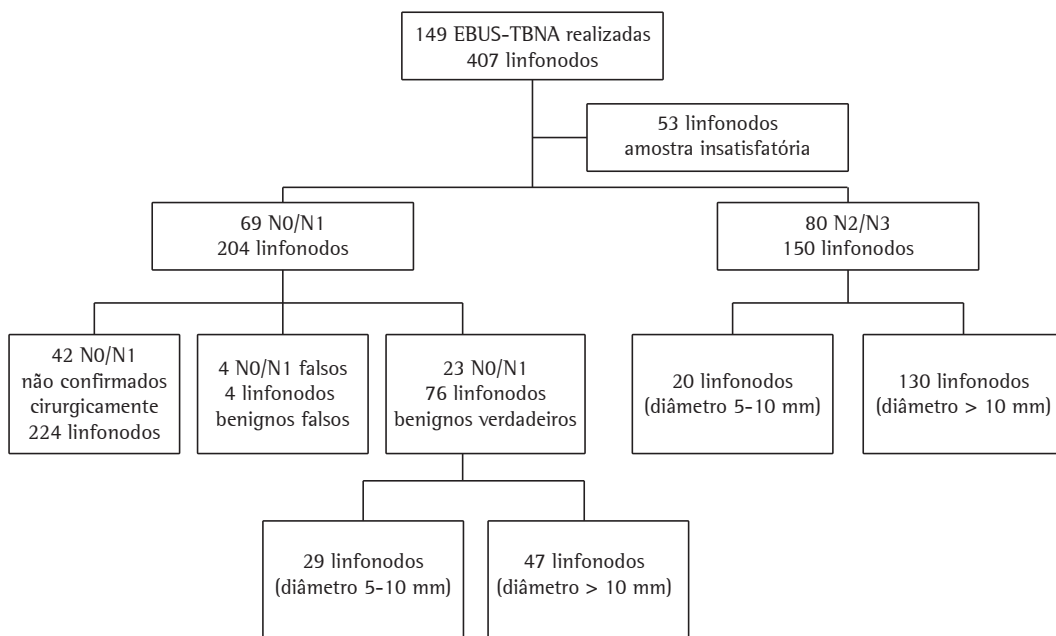 149 EBUS-TBNA realizadas
407 linfonodos
53 linfonodos
amostra insatisfatória
69 N0/N1
204 linfonodos
80 N2/N3
150 linfonodos
42 N0/N1
não confirmados
cirurgicamente
224 linfonodos
4 N0/N1 falsos
4 linfonodos
benignos falsos
23 N0/N1
76 linfonodos
benignos verdadeiros
20 linfonodos
(diâmetro 5-10 mm)
130 linfonodos
(diâmetro > 10 mm)
29 linfonodos
(diâmetro 5-10 mm)
47 linfonodos
(diâmetro > 10 mm)